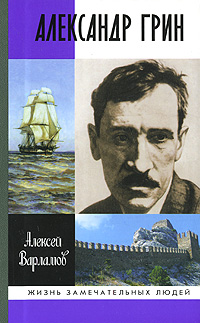 АЛЕКСАНДР ГРИН
Алексей
Варламов
ЖИЗНЬ ЗАМЕЧАТЕЛЬНЫХ ЛЮДЕЙ